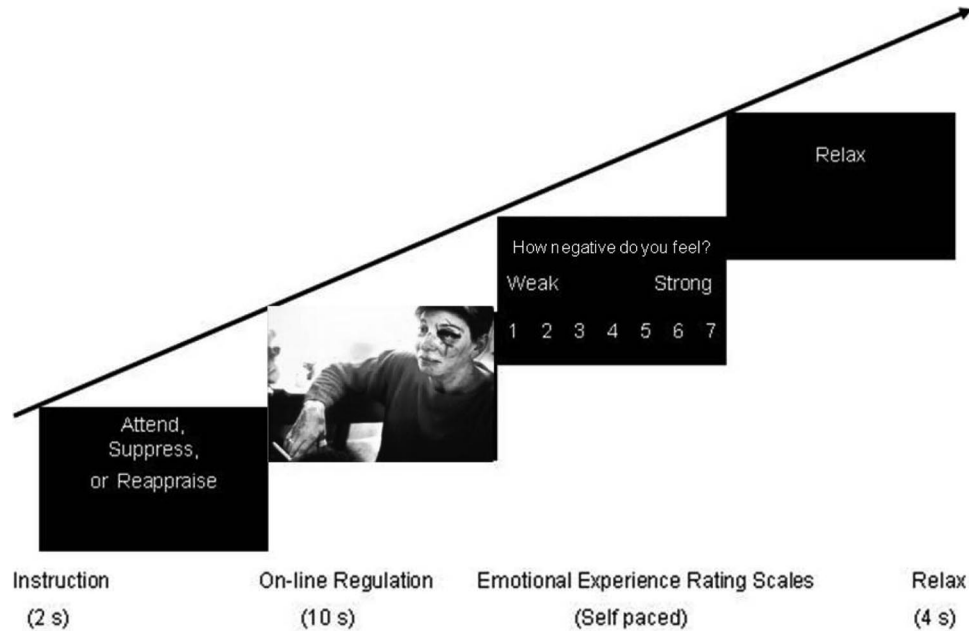 Relax
How negative do you feel?
Weak Strong
1 2 3 4 5 6 7
Attend,
Suppress,
or Reappraise
Instruction On-line Regulation Emotional Experience Rating Scales Relax
(2 s) (10 s) (Self paced) (4 s)